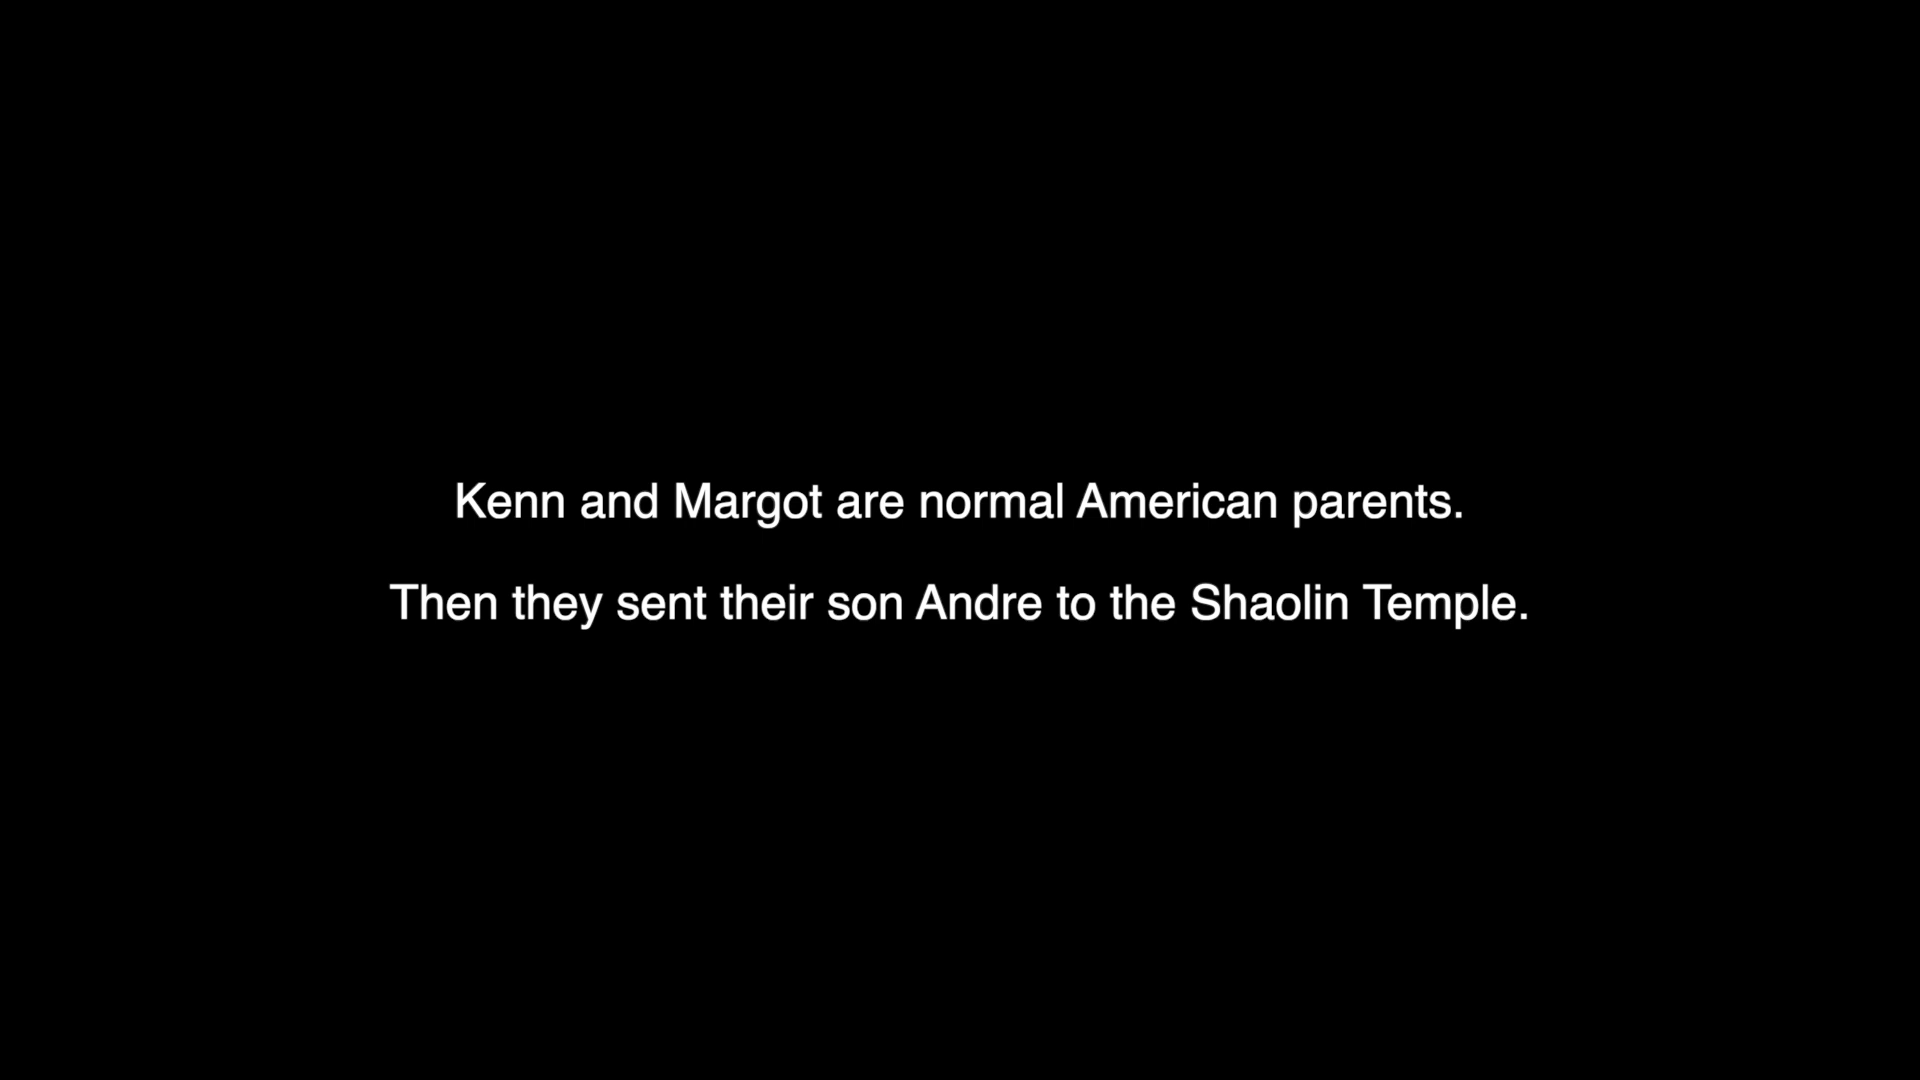 Kenn and Margot are normal American parents.
Then they sent their son Andre to the Shaolin Temple.